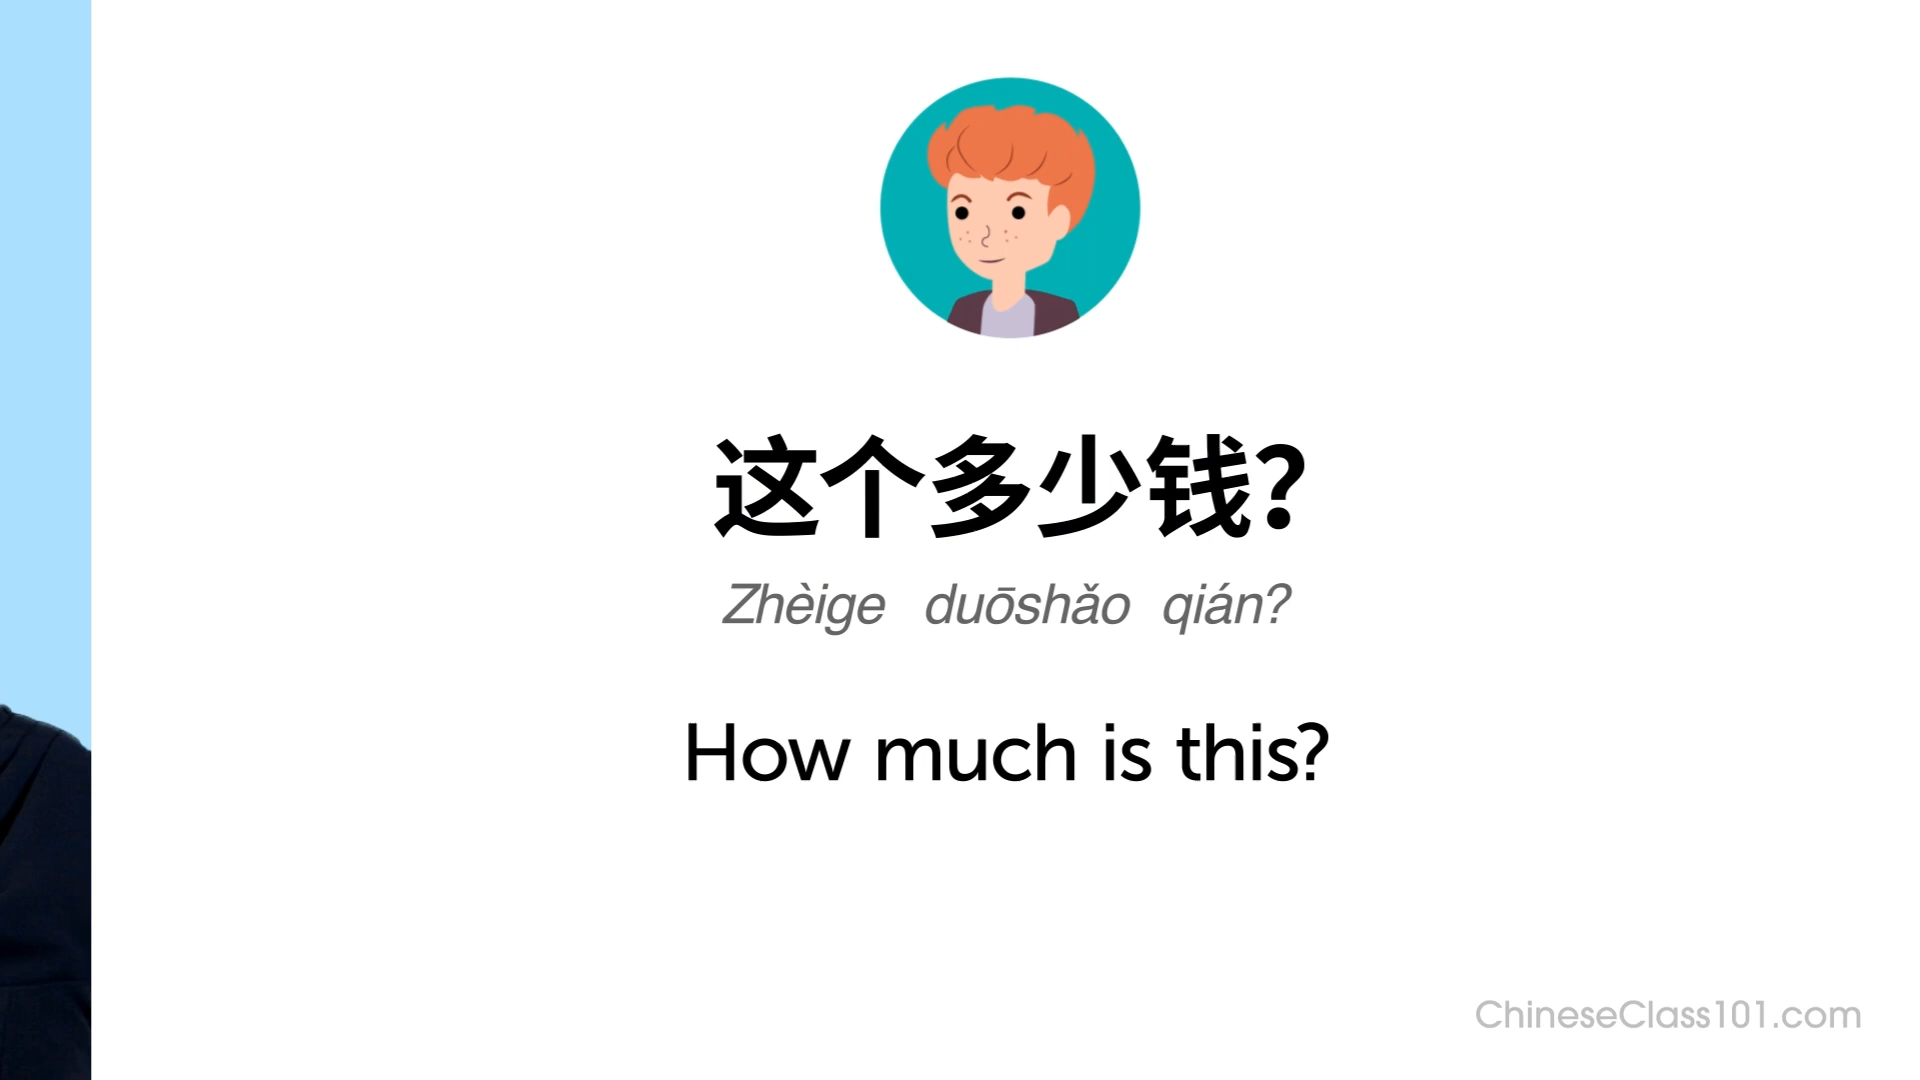 这个多少钱？
Zhèige duōshǎo qián?
How much is this?
ChineseClass101.com